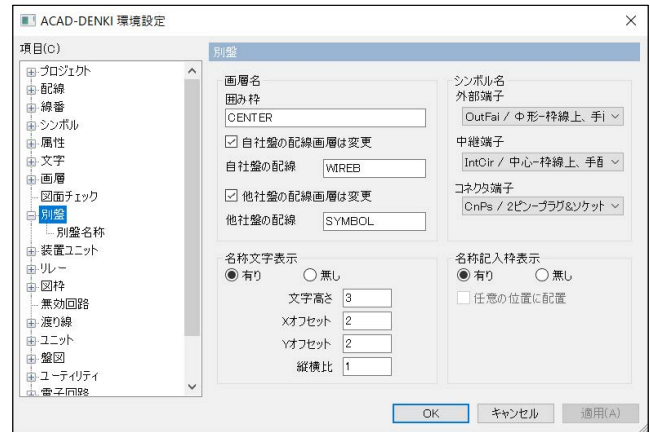 ACAD-DENKI 環境設定
項目(C)
プロジェクト
配線
線番
シンボル
属性
文字
画層
図面チェック
別盤
別盤名称
装置ユニット
リレー
図枠
無効回路
渡り線
ユニット
盤図
ユーティリティ
電子回路
別盤
画層名
囲み枠
CENTER
自社盤の配線画層は変更
自社盤の配線 WIREB
他社盤の配線画層は変更
他社盤の配線 SYMBOL
シンボル名
外部端子
OutFai / 中形-枠線上、手i
中継端子
IntCir / 中心-枠線上、手
コネクタ端子
CnPs / 2ピン-プラグ&ソケット
名称文字表示
有り 無し
文字高さ 3
Xオフセット 2
Yオフセット 2
縦横比 1
名称記入枠表示
有り 無し
任意の位置に配置
OK キャンセル 適用(A)